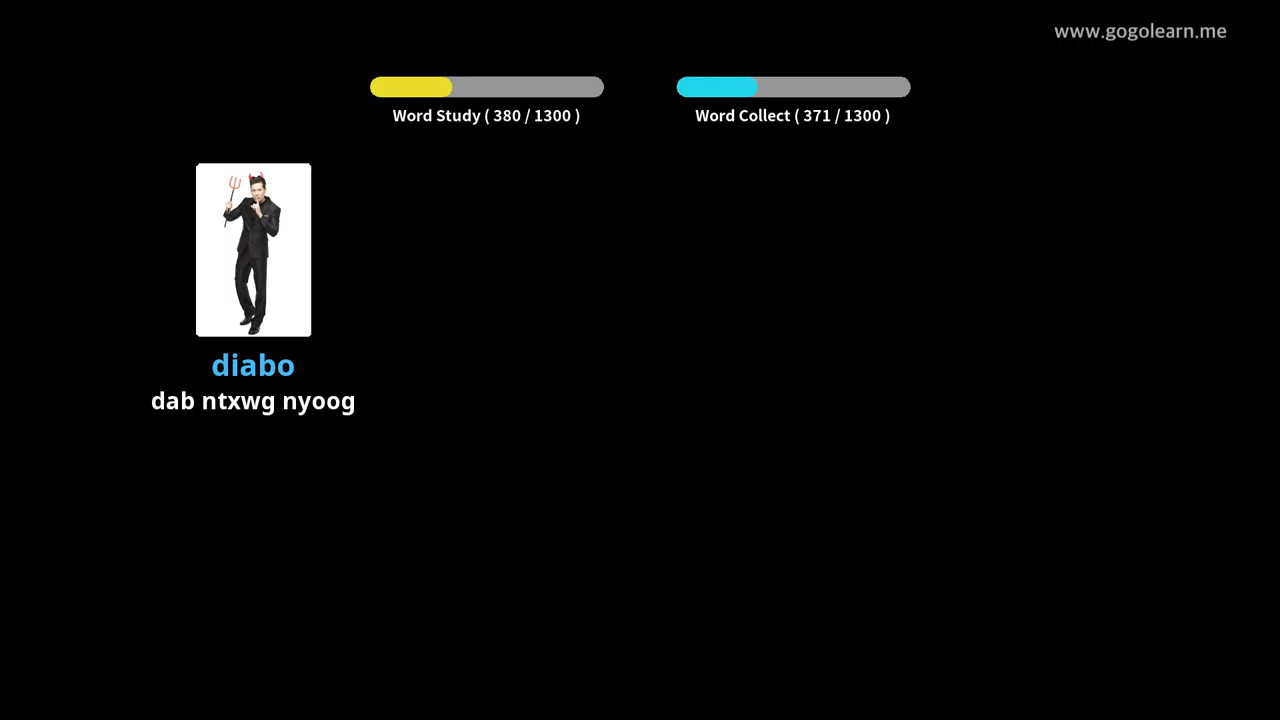 www.gogolearn.me
Word Study ( 380 / 1300 )
Word Collect ( 371 / 1300 )
diabo
dab ntxwg nyoog